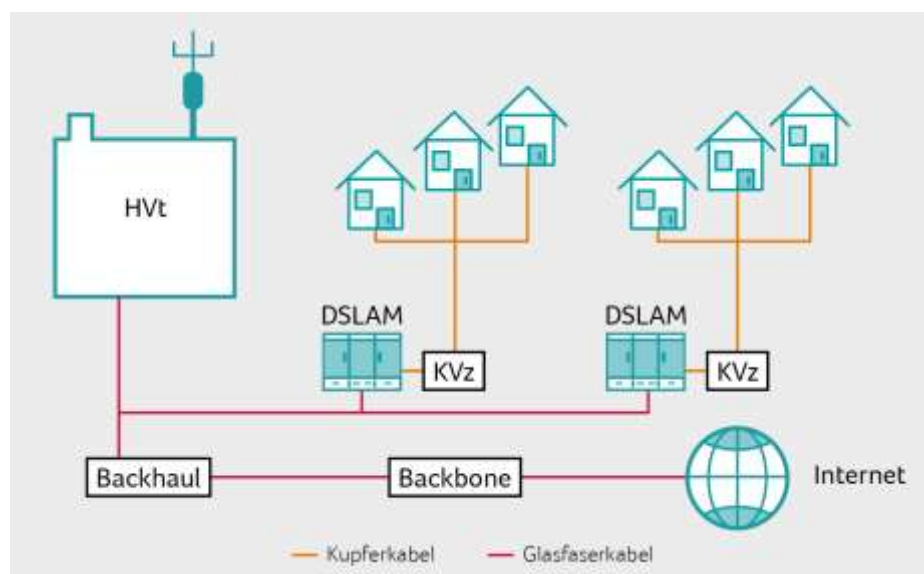 HVt
DSLAM
DSLAM
KVz
KVz
Backhaul
Backbone
Internet
Kupferkabel
Glasfaserkabel